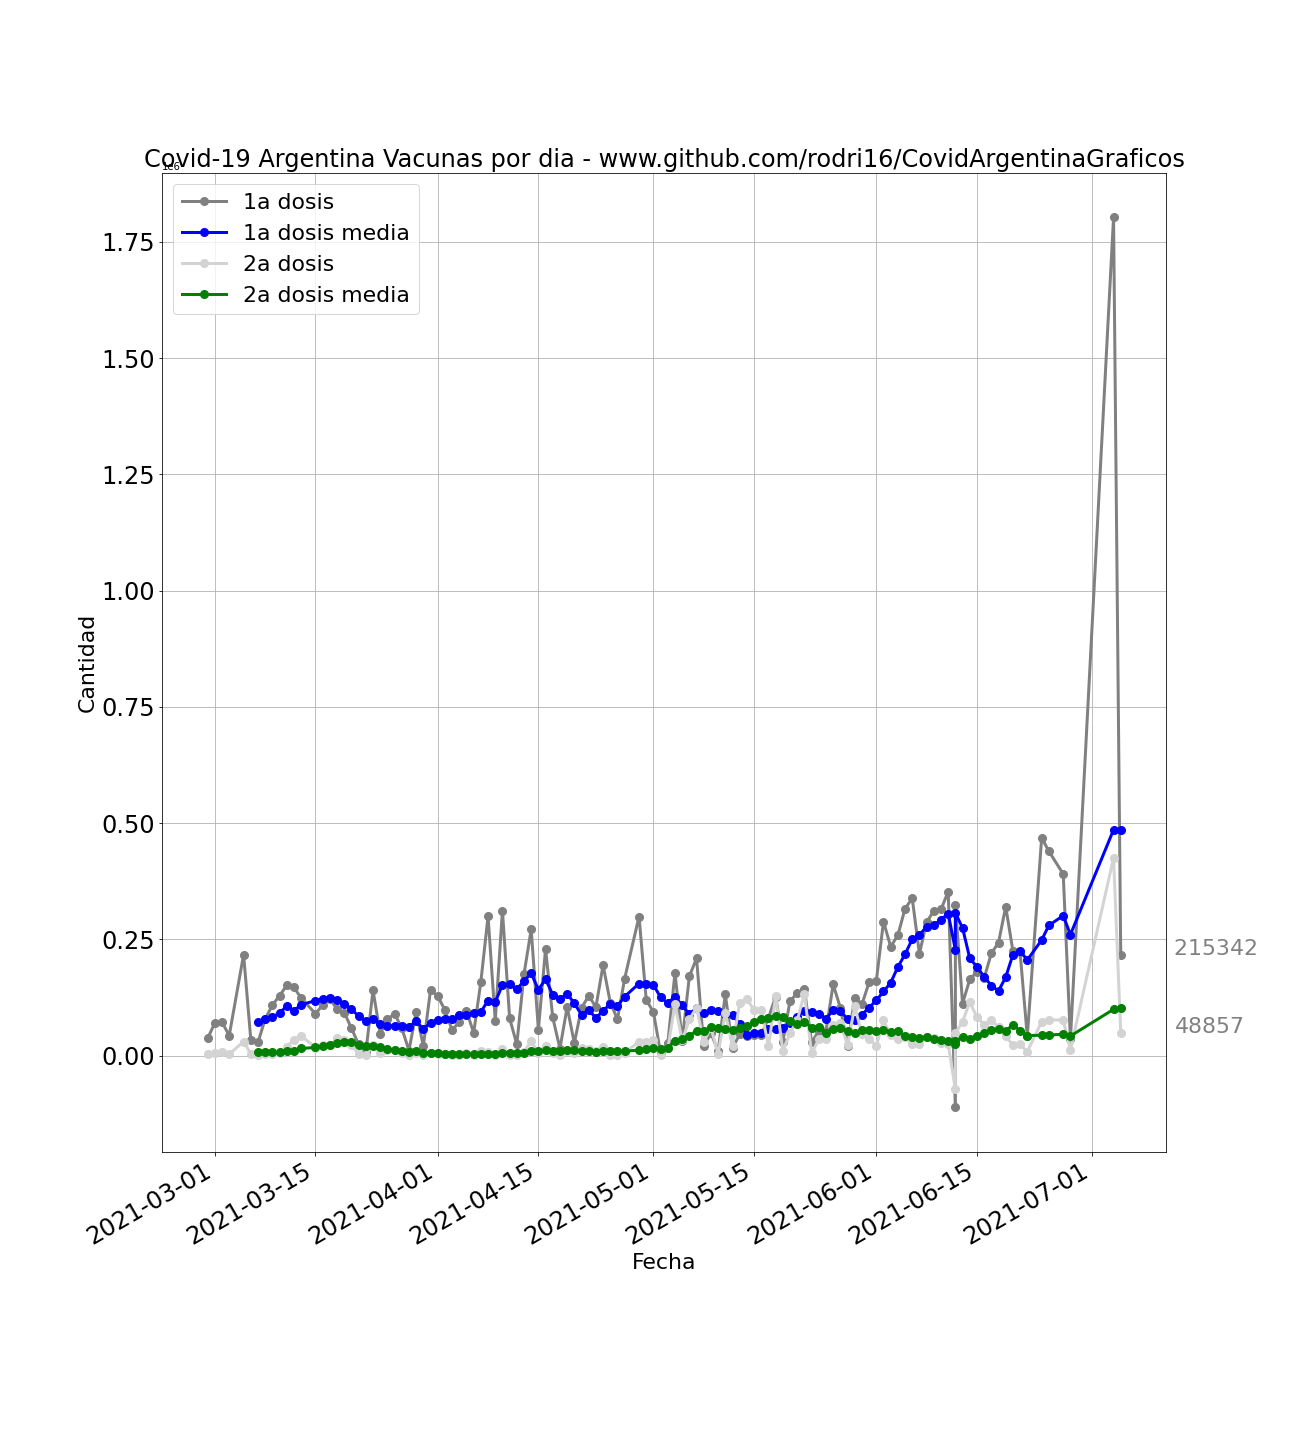 Covid-19 Argentina Vacunas por dia - www.github.com/rodri16/CovidArgentinaGraficos
1e6
1a dosis
1a dosis media
2a dosis
2a dosis media
1.75
1.50
1.25
1.00
0.75
0.50
0.25
0.00
Cantidad
215342
48857
2021-03-01
2021-03-15
2021-04-01
2021-04-15
2021-05-01
2021-05-15
2021-06-01
2021-06-15
2021-07-01
Fecha